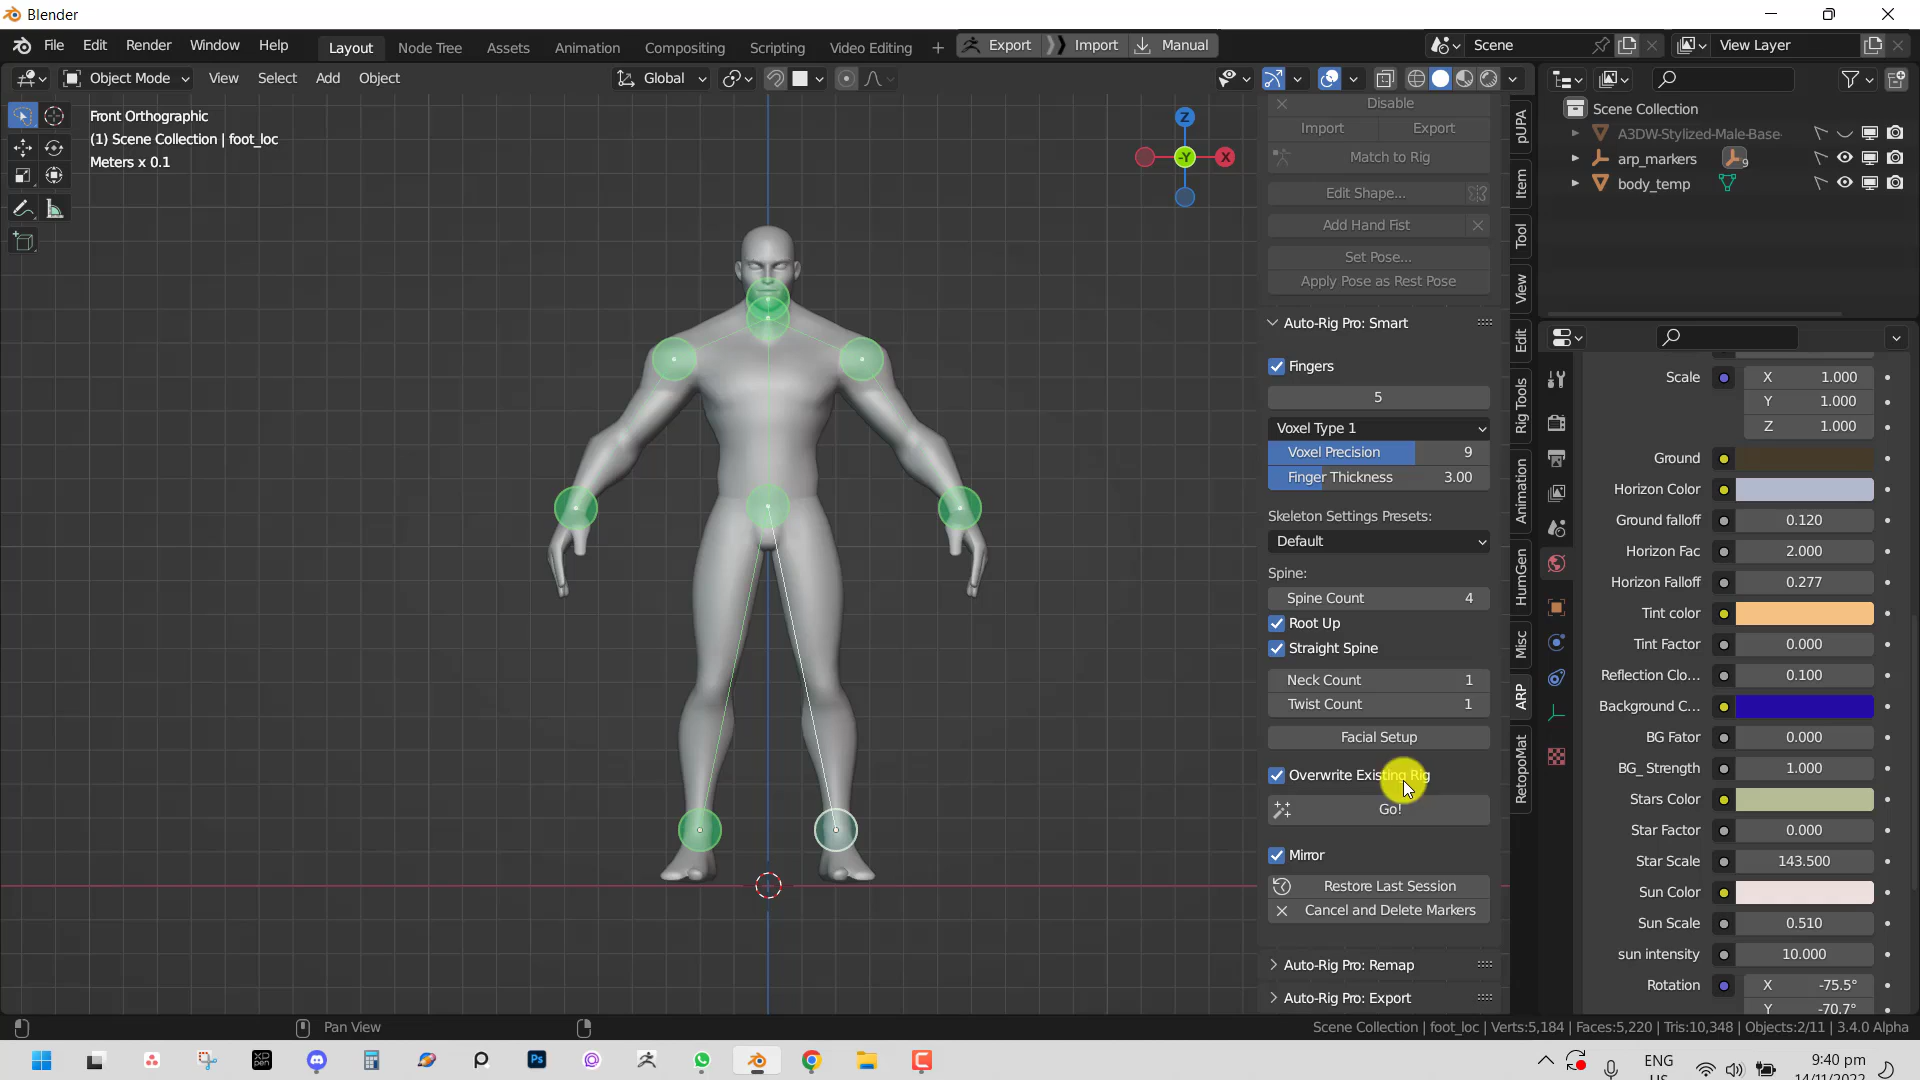 Blender
File Edit Render Window Help Layout Node Tree Assets Animation Compositing Scripting Video Editing + Export Import Manual Scene View Layer
Object Mode View Select Add Object Global
Front Orthographic
(1) Scene Collection | foot_loc
Meters x 0.1
Z
-Y
X
Disable
Import Export
Match to Rig
Edit Shape...
Add Hand Fist
Set Pose...
Apply Pose as Rest Pose
Auto-Rig Pro: Smart
Fingers
5
Voxel Type 1
Voxel Precision 9
Finger Thickness 3.00
Skeleton Settings Presets:
Default
Spine:
Spine Count 4
Root Up
Straight Spine
Neck Count 1
Twist Count 1
Facial Setup
Overwrite Existing Rig
Go!
Mirror
Restore Last Session
Cancel and Delete Markers
Auto-Rig Pro: Remap
Auto-Rig Pro: Export
pUPA
Item
Tool
View
Edit
Rig Tools
Animation
HumGen
Misc
ARP
RetopoMat
Scene Collection
A3DW-Stylized-Male-Base
arp_markers 9
body_temp
Scale X 1.000
Y 1.000
Z 1.000
Ground
Horizon Color
Ground falloff 0.120
Horizon Fac 2.000
Horizon Falloff 0.277
Tint color
Tint Factor 0.000
Reflection Clo... 0.100
Background C...
BG Fator 0.000
BG_ Strength 1.000
Stars Color
Star Factor 0.000
Star Scale 143.500
Sun Color
Sun Scale 0.510
sun intensity 10.000
Rotation X -75.5°
Y -70.7°
Pan View
Scene Collection | foot_loc | Verts:5,184 | Faces:5,220 | Tris:10,348 | Objects:2/11 | 3.4.0 Alpha
XP
PEN
Ps
ENG
US
9:40 pm
14/11/2022